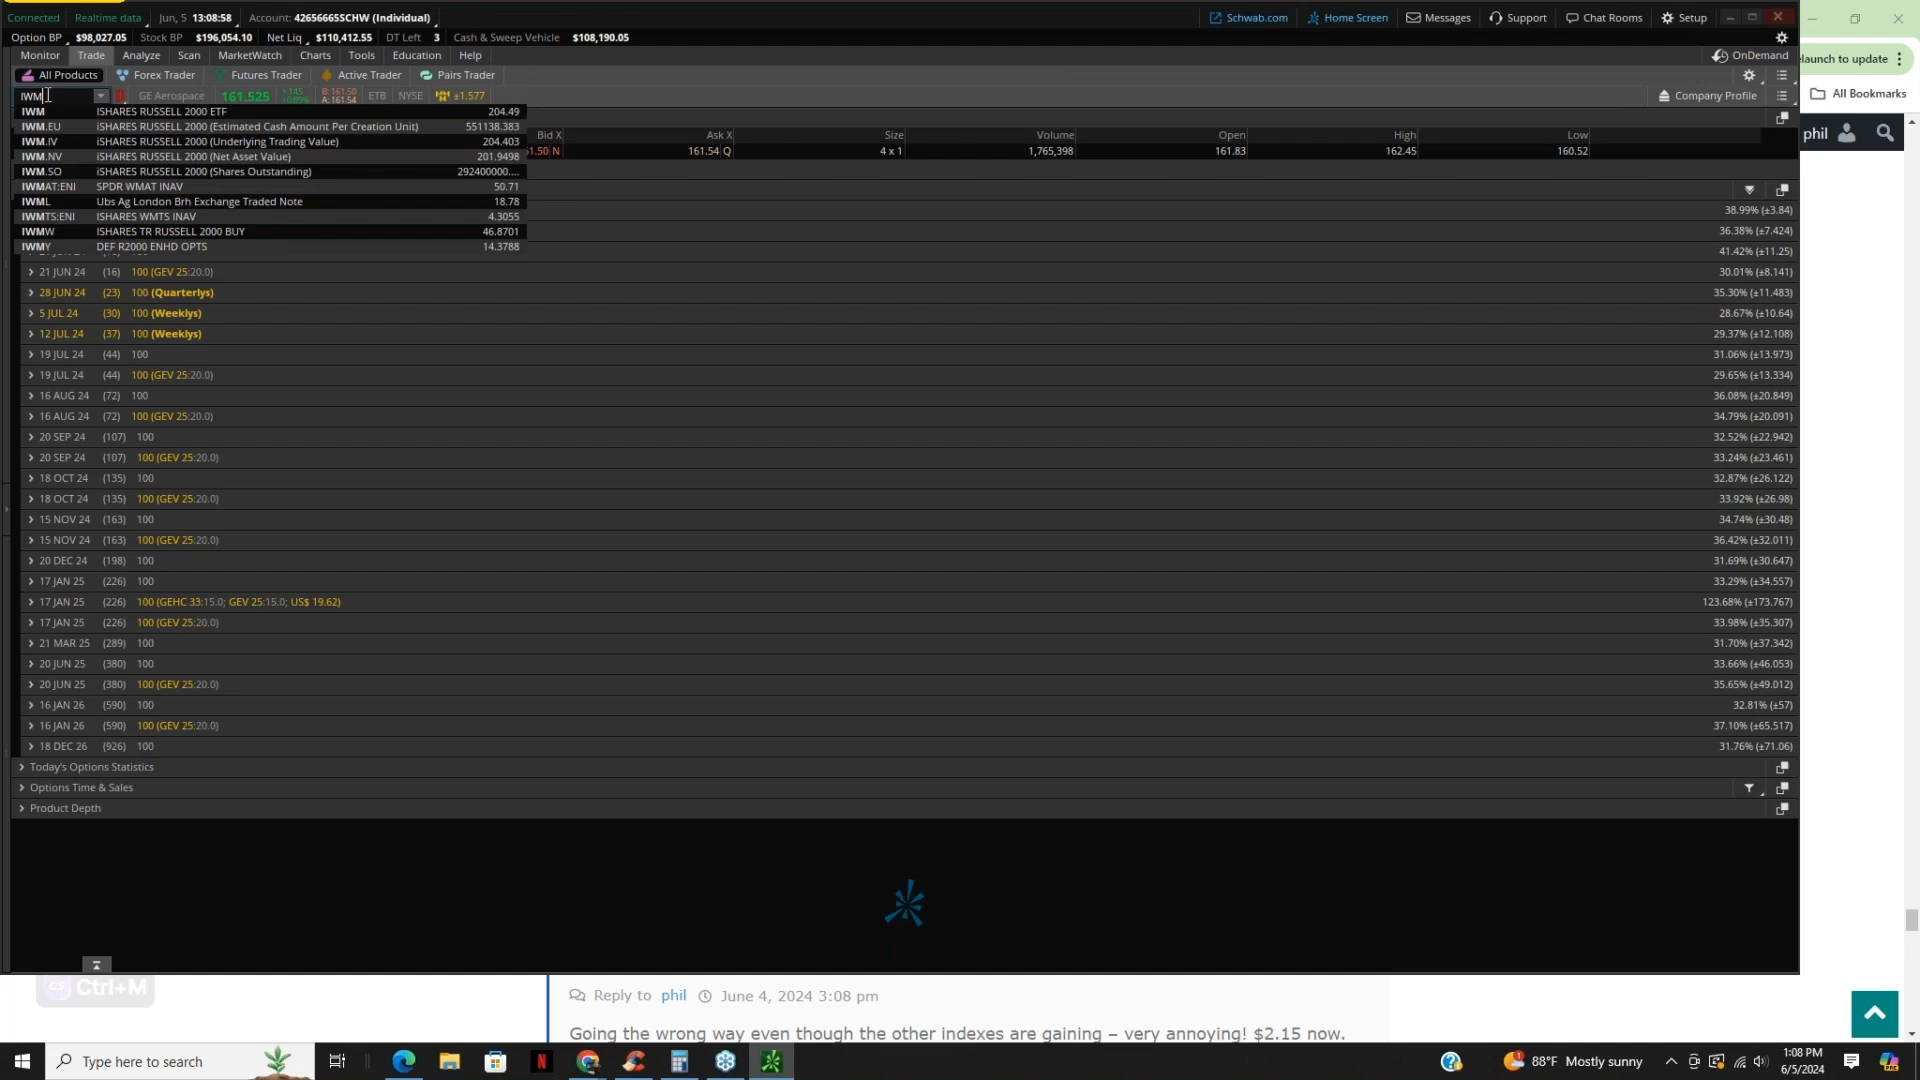 Connected Realtime data Jun, 5 13:08:58 Account: 42656665SCHW (Individual) Schwab.com Home Screen Messages Support Chat Rooms Setup
Option BP $98,027.05 Stock BP $196,054.10 Net Liq $110,412.55 DT Left 3 Cash & Sweep Vehicle $108,190.05
Monitor Trade Analyze Scan MarketWatch Charts Tools Education Help OnDemand
elaunch to update
All Products Forex Trader Futures Trader Active Trader Pairs Trader
All Bookmarks
IWM GE Aerospace 161.525 B: 161.50 A: 161.54 ETB NYSE ±1.577 Company Profile
IWM ISHARES RUSSELL 2000 ETF 204.49
IWM.EU iSHARES RUSSELL 2000 (Estimated Cash Amount Per Creation Unit) 551138.383
IWM.IV iSHARES RUSSELL 2000 (Underlying Trading Value) 204.403
IWM.NV iSHARES RUSSELL 2000 (Net Asset Value) 201.9498
IWM.SO iSHARES RUSSELL 2000 (Shares Outstanding) 292400000....
IWMAT:ENI SPDR WMAT INAV 50.71
IWML Ubs Ag London Brh Exchange Traded Note 18.78
IWMTS:ENI ISHARES WMTS INAV 4.3055
IWMW ISHARES TR RUSSELL 2000 BUY 46.8701
IWMY DEF R2000 ENHD OPTS 14.3788
phil
Bid X Ask X Size Volume Open High Low
1.50 N 161.54 Q 4 x 1 1,765,398 161.83 162.45 160.52
38.99% (±3.84)
36.38% (±7.424)
41.42% (±11.25)
21 JUN 24 (16) 100 (GEV 25:20.0) 30.01% (±8.141)
28 JUN 24 (23) 100 (Quarterlys) 35.30% (±11.483)
5 JUL 24 (30) 100 (Weeklys) 28.67% (±10.64)
12 JUL 24 (37) 100 (Weeklys) 29.37% (±12.108)
19 JUL 24 (44) 100 31.06% (±13.973)
19 JUL 24 (44) 100 (GEV 25:20.0) 29.65% (±13.334)
16 AUG 24 (72) 100 36.08% (±20.849)
16 AUG 24 (72) 100 (GEV 25:20.0) 34.79% (±20.091)
20 SEP 24 (107) 100 32.52% (±22.942)
20 SEP 24 (107) 100 (GEV 25:20.0) 33.24% (±23.461)
18 OCT 24 (135) 100 32.87% (±26.122)
18 OCT 24 (135) 100 (GEV 25:20.0) 33.92% (±26.98)
15 NOV 24 (163) 100 34.74% (±30.48)
15 NOV 24 (163) 100 (GEV 25:20.0) 36.42% (±32.011)
20 DEC 24 (198) 100 31.69% (±30.647)
17 JAN 25 (226) 100 33.29% (±34.557)
17 JAN 25 (226) 100 (GEHC 33:15.0; GEV 25:15.0; US$ 19.62) 123.68% (±173.767)
17 JAN 25 (226) 100 (GEV 25:20.0) 33.98% (±35.307)
21 MAR 25 (289) 100 31.70% (±37.342)
20 JUN 25 (380) 100 33.66% (±46.053)
20 JUN 25 (380) 100 (GEV 25:20.0) 35.65% (±49.012)
16 JAN 26 (590) 100 32.81% (±57)
16 JAN 26 (590) 100 (GEV 25:20.0) 37.10% (±65.517)
18 DEC 26 (926) 100 31.76% (±71.06)
Today's Options Statistics
Options Time & Sales
Product Depth
Ctrl+M
Reply to phil June 4, 2024 3:08 pm
Going the wrong way even though the other indexes are gaining – very annoying! $2.15 now.
Type here to search 88°F Mostly sunny 1:08 PM
6/5/2024